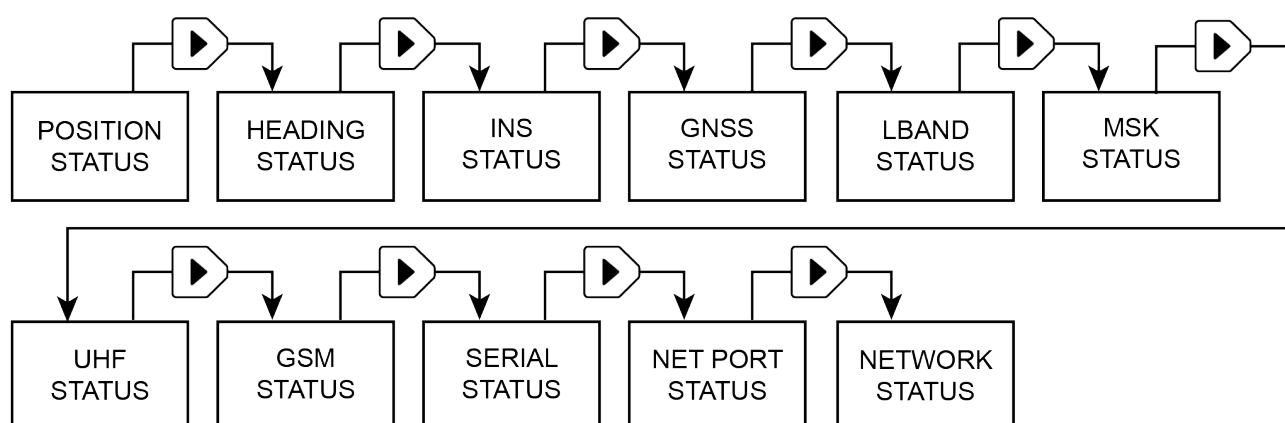 POSITION
STATUS
HEADING
STATUS
INS
STATUS
GNSS
STATUS
LBAND
STATUS
MSK
STATUS
UHF
STATUS
GSM
STATUS
SERIAL
STATUS
NET PORT
STATUS
NETWORK
STATUS